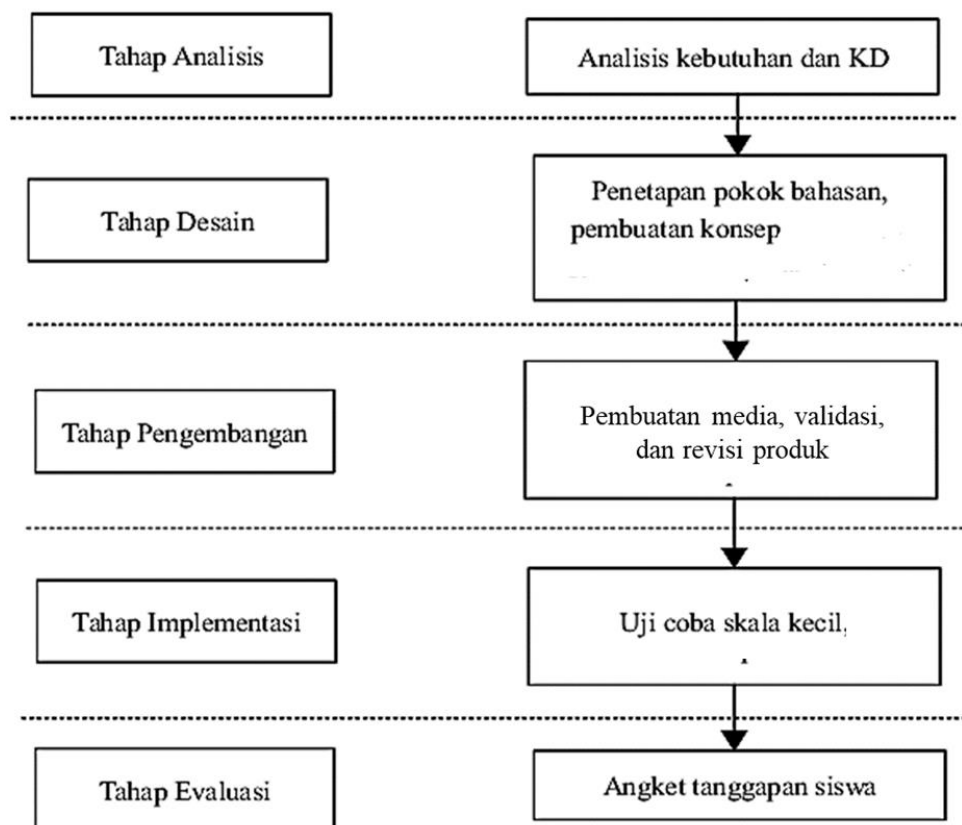 Tahap Analisis
Analisis kebutuhan dan KD
Tahap Desain
Penetapan pokok bahasan,
pembuatan konsep
Tahap Pengembangan
Pembuatan media, validasi,
dan revisi produk
Tahap Implementasi
Uji coba skala kecil,
Tahap Evaluasi
Angket tanggapan siswa